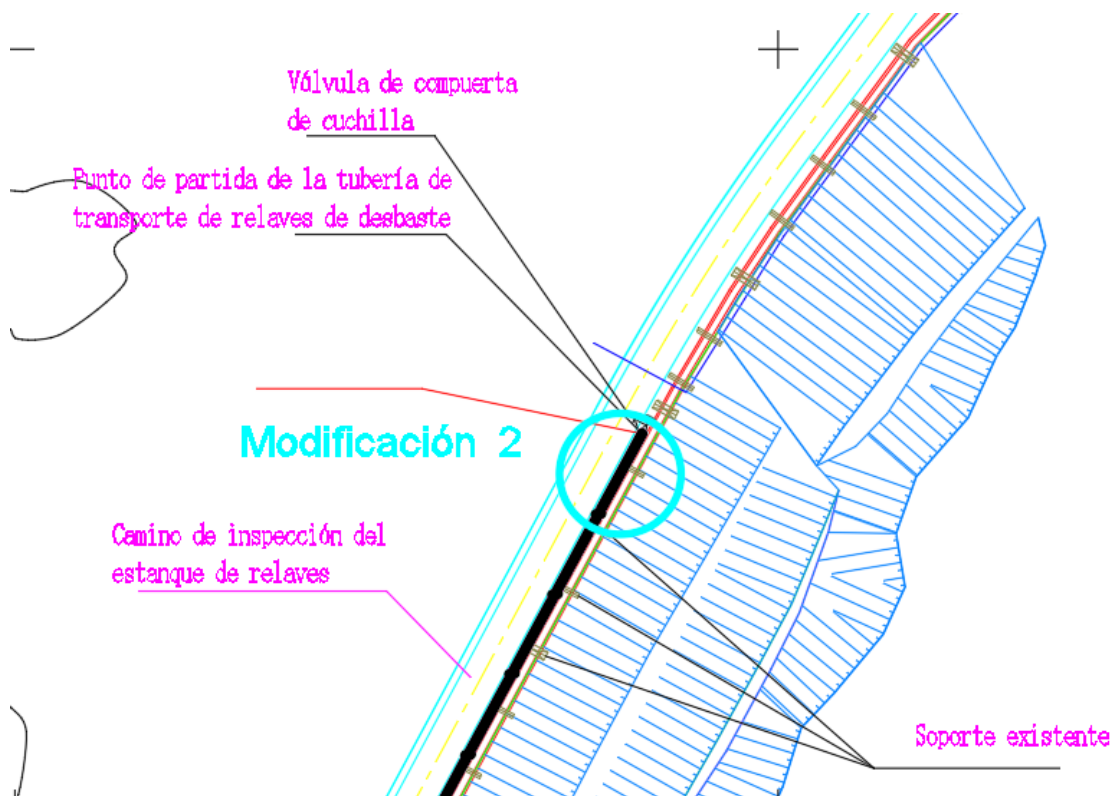 Válvula de compuerta
de cuchilla
Punto de partida de la tubería de
transporte de relaves de desbaste
Modificación 2
Camino de inspección del
estanque de relaves
Soporte existente